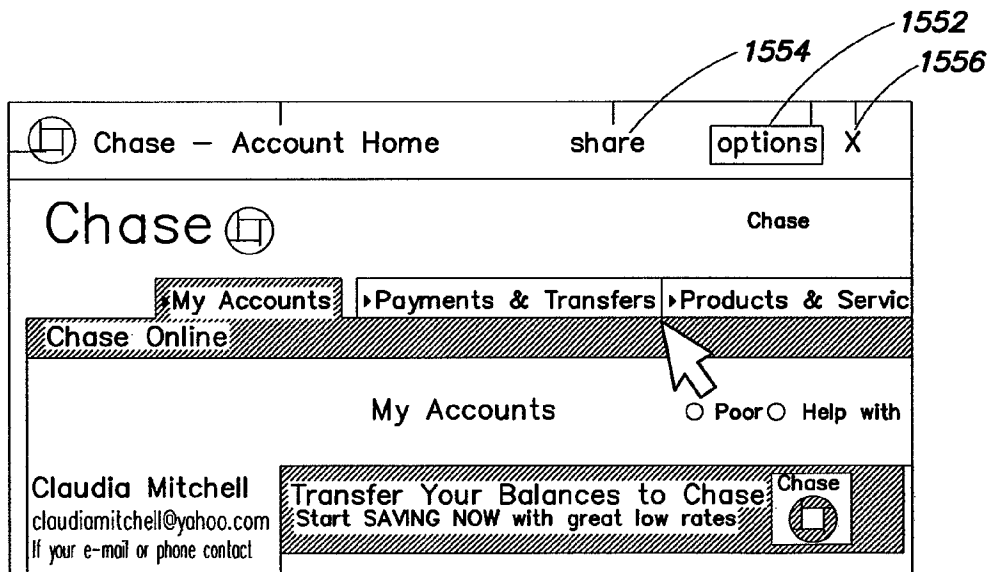 1552
1554
1556
Chase – Account Home share options X
Chase Chase
My Accounts Payments & Transfers Products & Servic
Chase Online
My Accounts Poor Help with
Claudia Mitchell
claudiamitchell@yahoo.com
If your e-mail or phone contact
Transfer Your Balances to Chase
Start SAVING NOW with great low rates
Chase